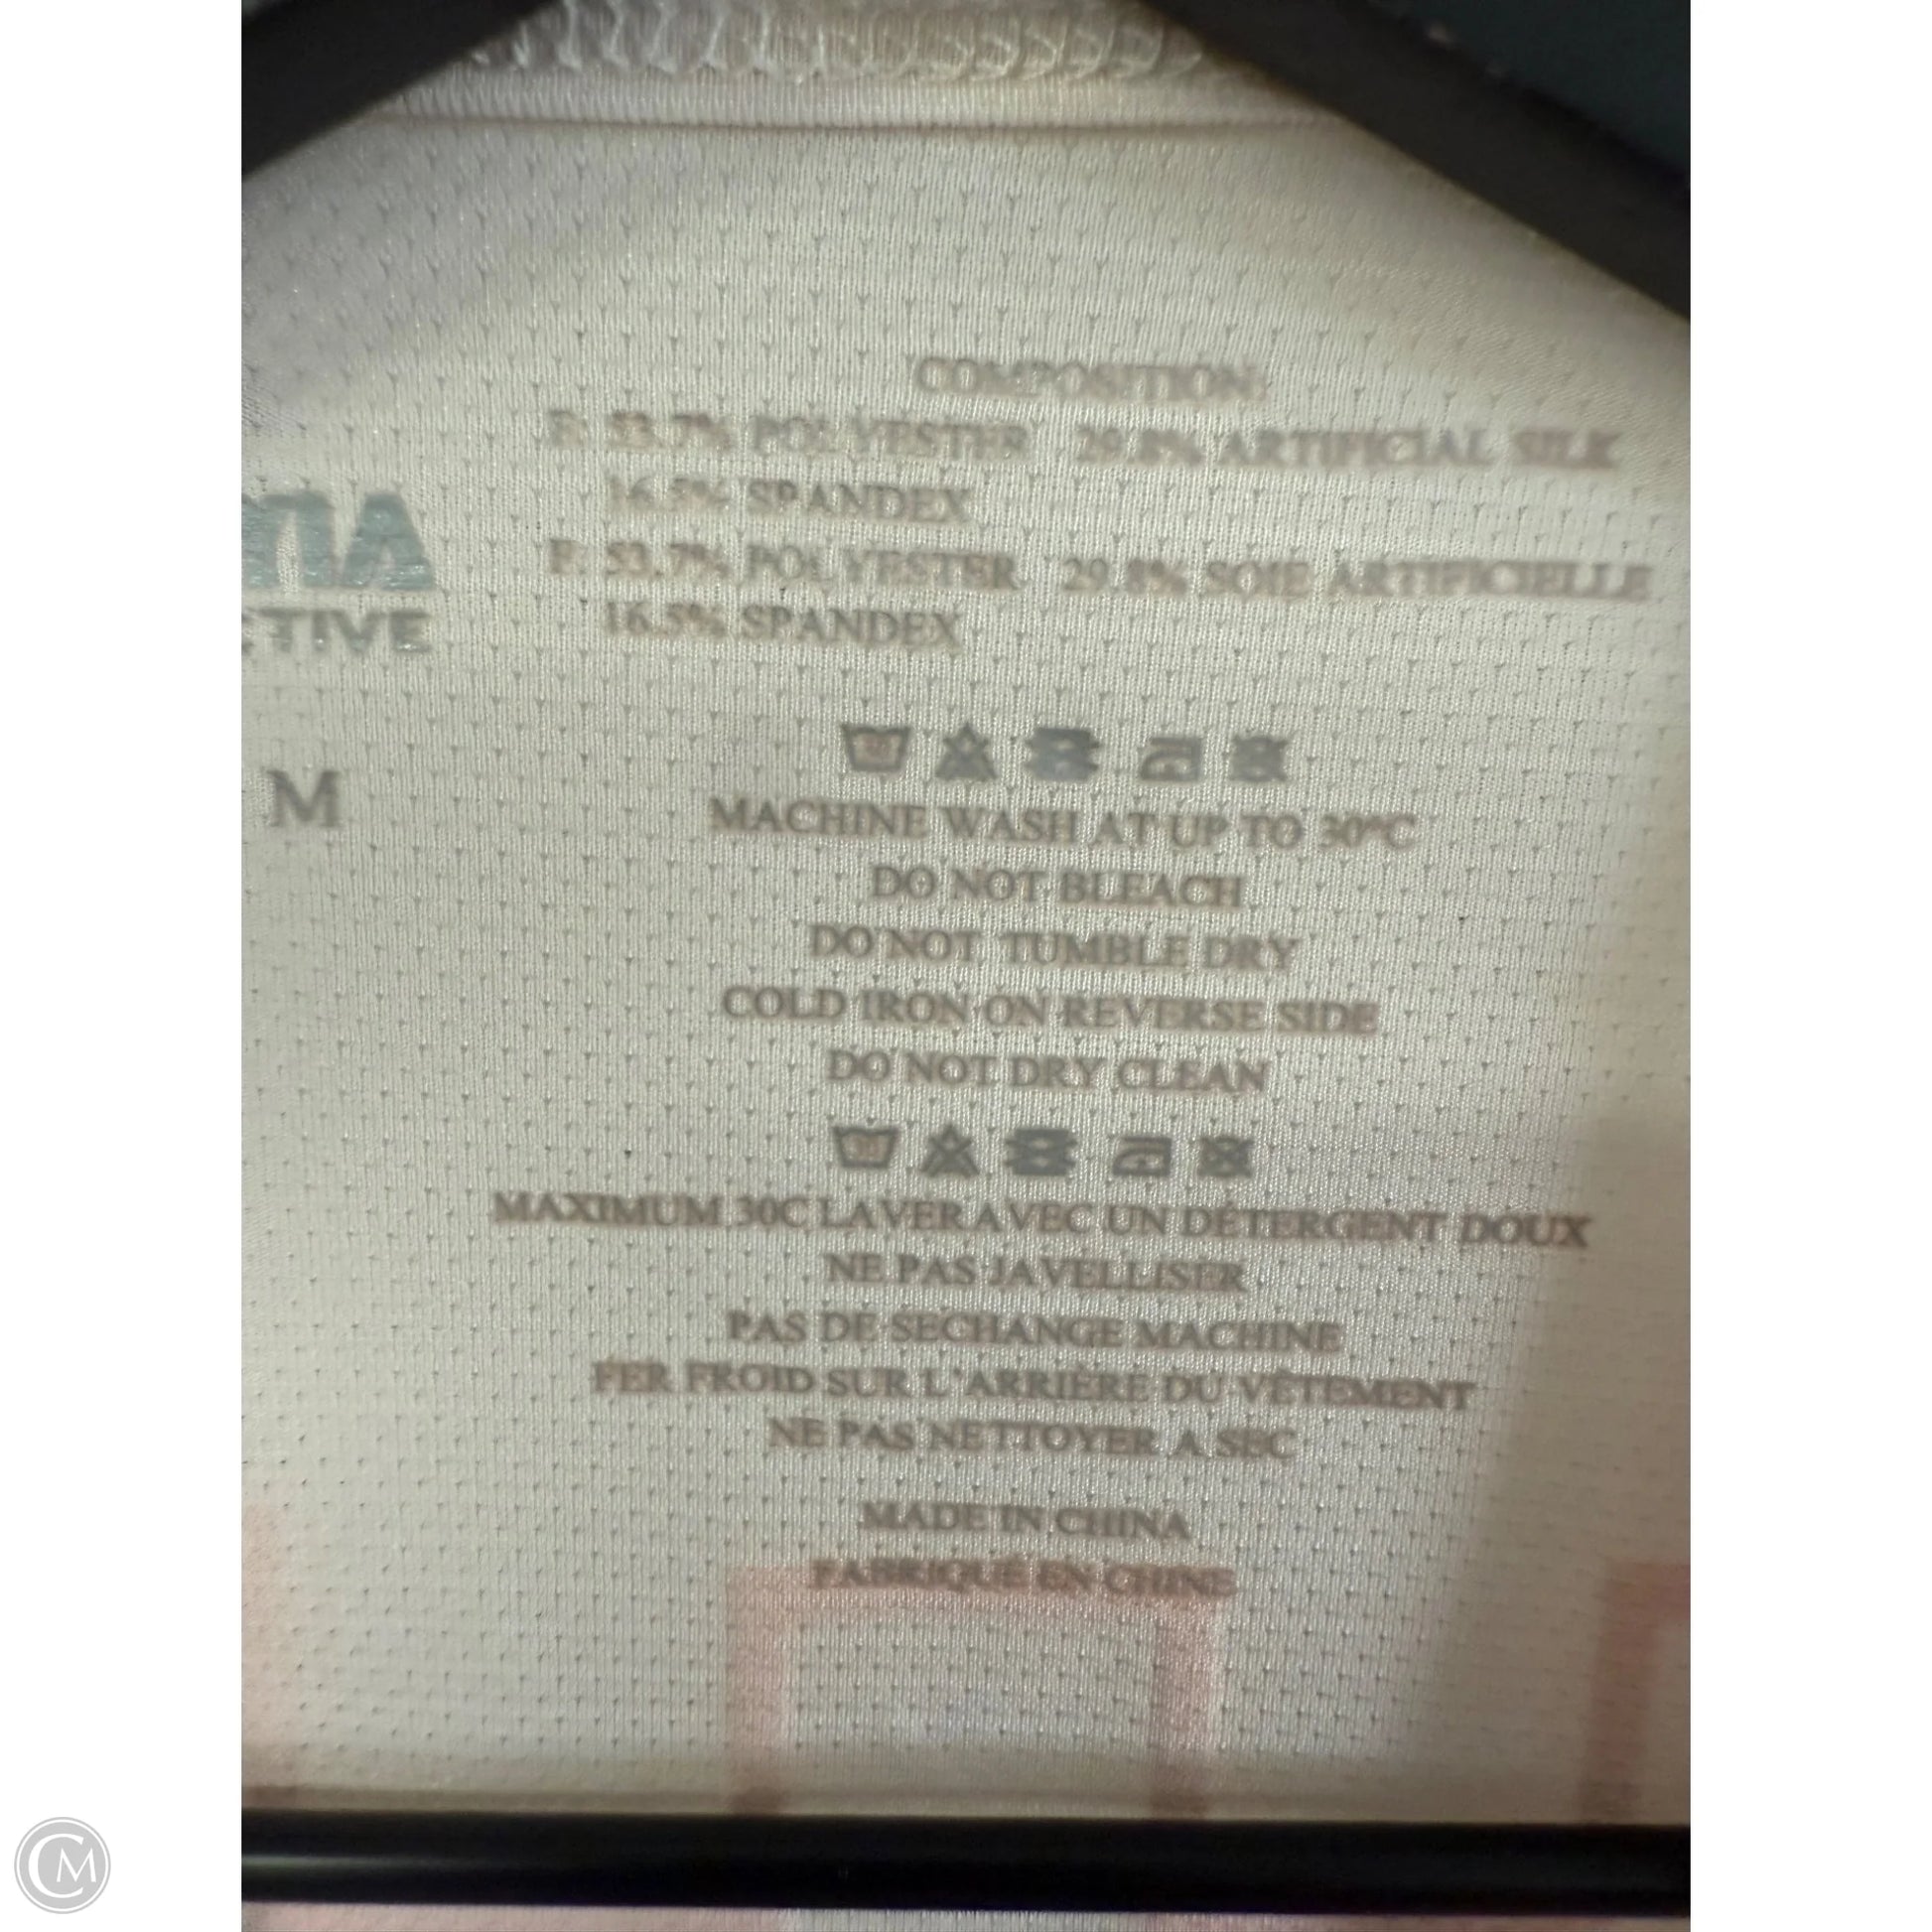 COMPOSITION:
E: 53.7% POLYESTER 29.8% ARTIFICIAL SILK
16.5% SPANDEX
F: 53.7% POLYESTER 29.8% SOIE ARTIFICIELLE
16.5% SPANDEX
CTIVE
M
MACHINE WASH AT UP TO 30°C
DO NOT BLEACH
DO NOT TUMBLE DRY
COLD IRON ON REVERSE SIDE
DO NOT DRY CLEAN
MAXIMUM 30C LAVER AVEC UN DÉTERGENT DOUX
NE PAS JAVELLISER
PAS DE SECHANGE MACHINE
FER FROID SUR L'ARRIÈRE DU VÊTEMENT
NE PAS NETTOYER A SEC
MADE IN CHINA
FABRIQUÉ EN CHINE
CM